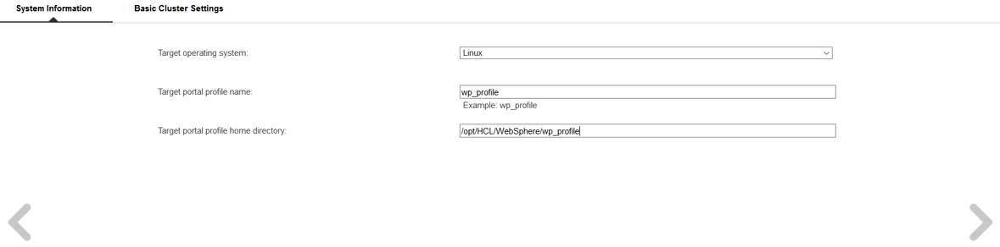 System Information Basic Cluster Settings
Target operating system: Linux
Target portal profile name: wp_profile
Example: wp_profile
Target portal profile home directory: /opt/HCL/WebSphere/wp_profile